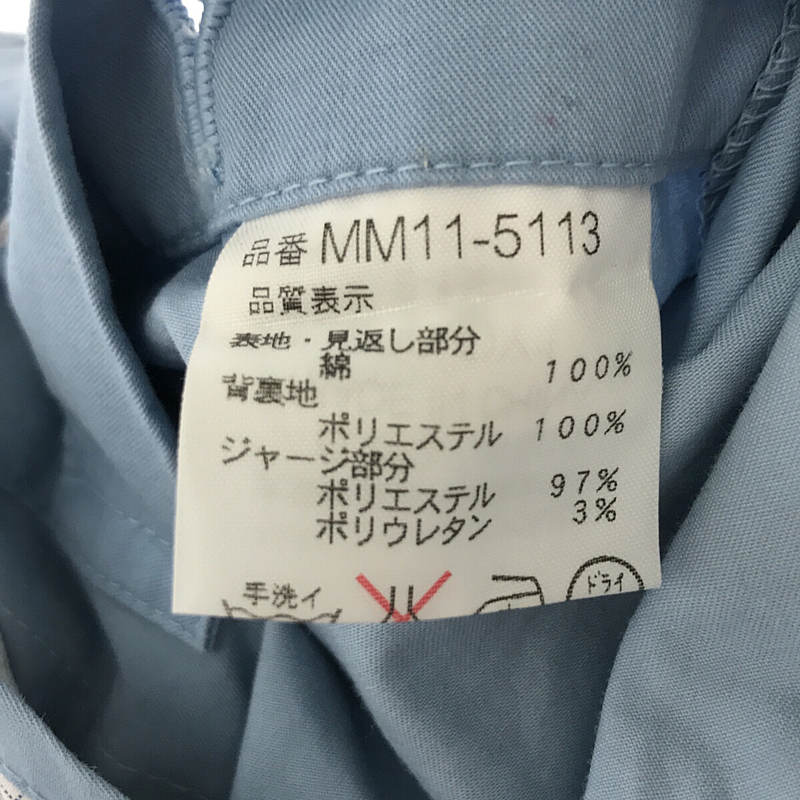 品番 MM11-5113
品質表示
表地・見返し部分
綿 100%
背裏地
ポリエステル 100%
ジャージ部分
ポリエステル 97%
ポリウレタン 3%
手洗イ ドライ